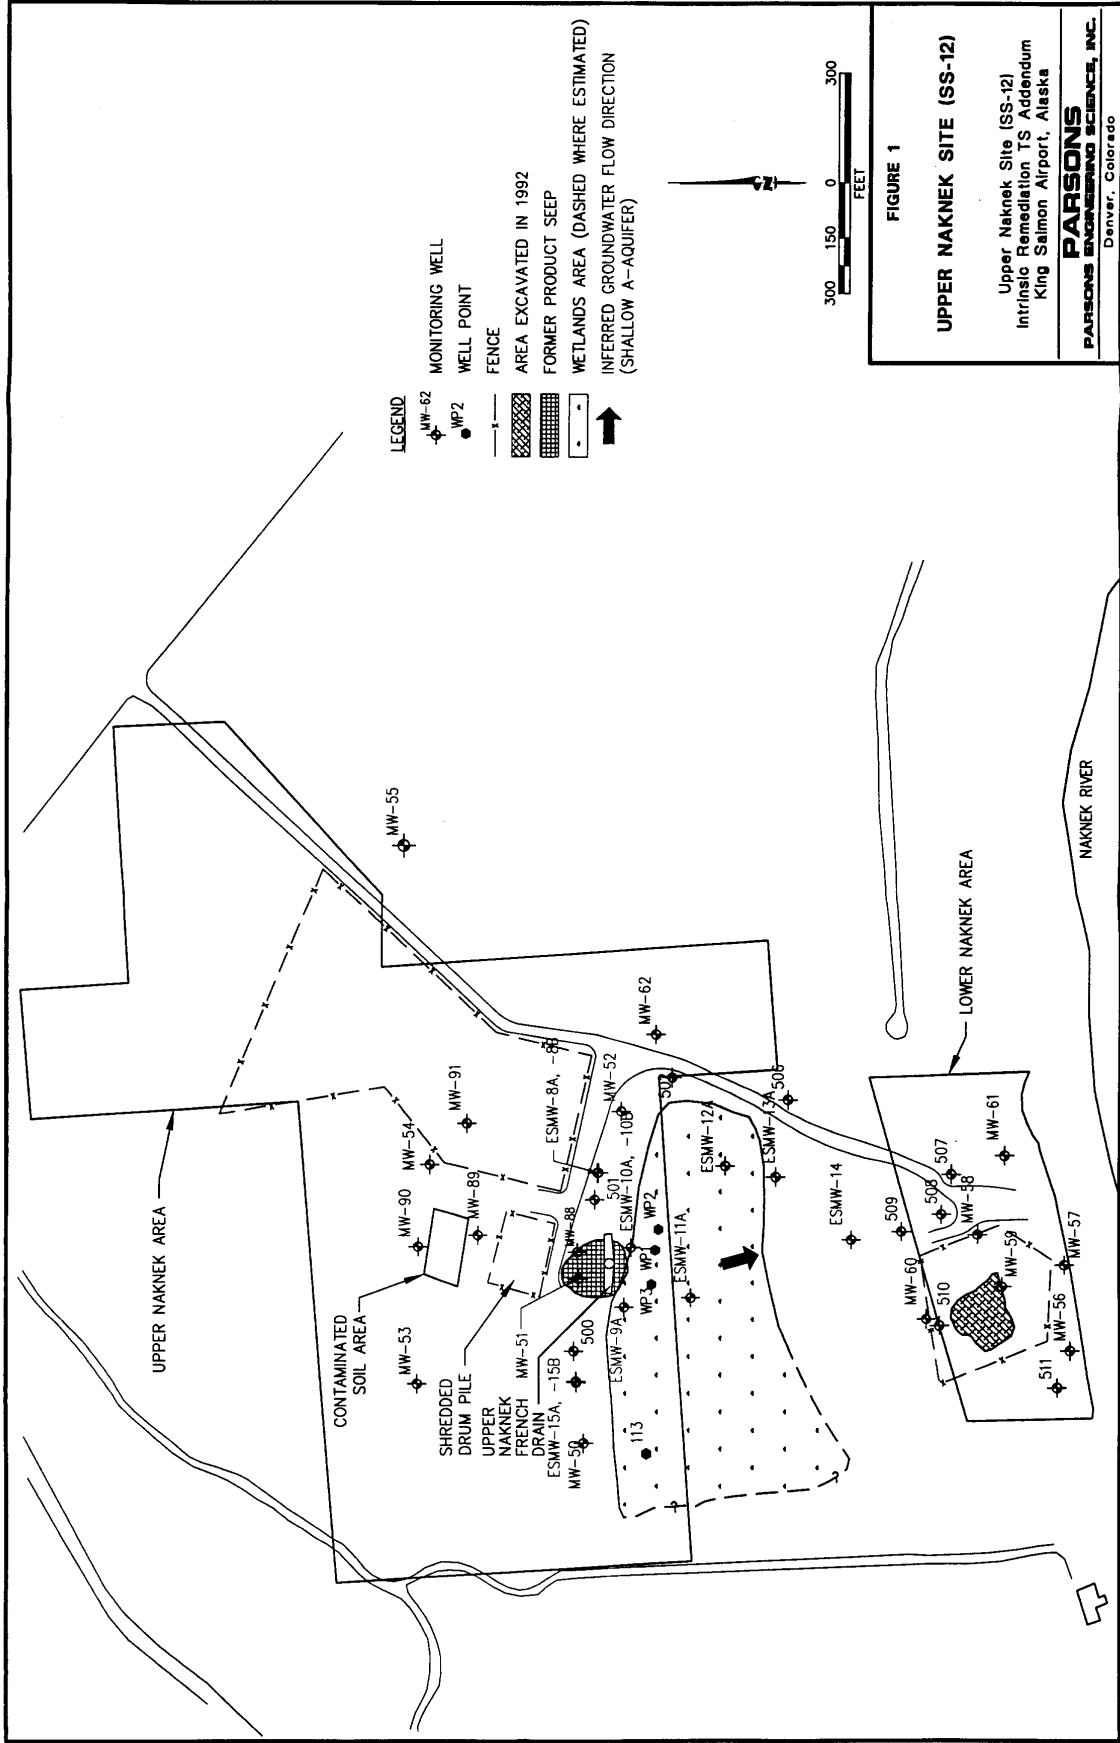 UPPER NAKNEK AREA
CONTAMINATED
SOIL AREA
MW-53
MW-90
MW-54
MW-91
MW-55
MW-89
SHREDDED
DRUM PILE
UPPER
NAKNEK
FRENCH
DRAIN
MW-51
MW-88
ESMW-8A, -8B
MW-52
MW-62
ESMW-15A, -15B
MW-50
500
501
502
ESMW-10A, -10B
ESMW-9A
113
WP3
WP1
WP2
ESMW-11A
ESMW-12A
ESMW-13A
506
ESMW-14
LOWER NAKNEK AREA
509
508
507
MW-61
MW-60
510
MW-58
MW-59
MW-57
MW-56
511
?
?
NAKNEK RIVER
LEGEND
MW-62
MONITORING WELL
WP2
WELL POINT
FENCE
AREA EXCAVATED IN 1992
FORMER PRODUCT SEEP
WETLANDS AREA (DASHED WHERE ESTIMATED)
INFERRED GROUNDWATER FLOW DIRECTION
(SHALLOW A-AQUIFER)
N
300 150 0 300
FEET
FIGURE 1
UPPER NAKNEK SITE (SS-12)
Upper Naknek Site (SS-12)
Intrinsic Remediation TS Addendum
King Salmon Airport, Alaska
PARSONS
PARSONS ENGINEERING SCIENCE, INC.
Denver, Colorado